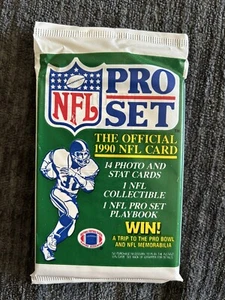 NFL
PRO
SET
THE OFFICIAL
1990 NFL CARD
14 PHOTO AND
STAT CARDS
1 NFL
COLLECTIBLE
1 NFL PRO SET
PLAYBOOK
WIN!
A TRIP TO THE PRO BOWL
AND NFL MEMORABILIA